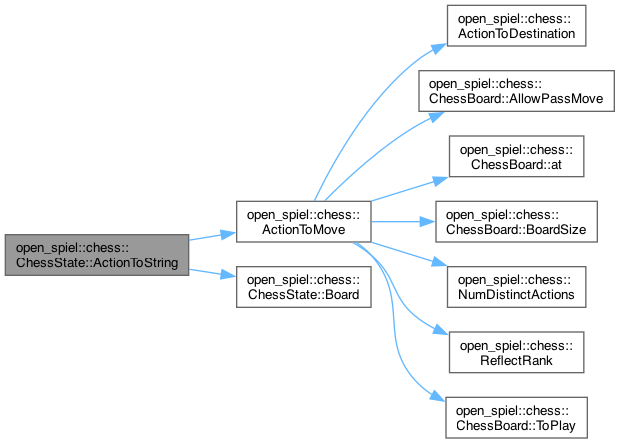 open_spiel::chess::
ChessState::ActionToString
open_spiel::chess::
ActionToMove
open_spiel::chess::
ChessState::Board
open_spiel::chess::
ActionToDestination
open_spiel::chess::
ChessBoard::AllowPassMove
open_spiel::chess::
ChessBoard::at
open_spiel::chess::
ChessBoard::BoardSize
open_spiel::chess::
NumDistinctActions
open_spiel::chess::
ReflectRank
open_spiel::chess::
ChessBoard::ToPlay